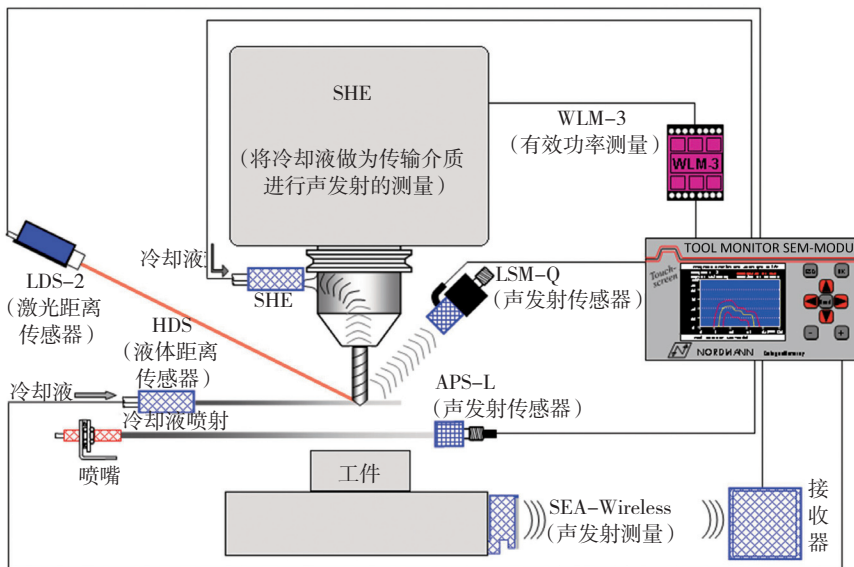 SHE
（将冷却液做为传输介质
进行声发射的测量）
WLM-3
（有效功率测量）
WLM-3
TOOL MONITOR SEM-MODU
Touch-
screen
NORDMANN
冷却液
SHE
LDS-2
（激光距离
传感器）
HDS
（液体距离
传感器）
LSM-Q
（声发射传感器）
冷却液
冷却液喷射
APS-L
（声发射传感器）
喷嘴
工件
SEA-Wireless
（声发射测量）
接
收
器